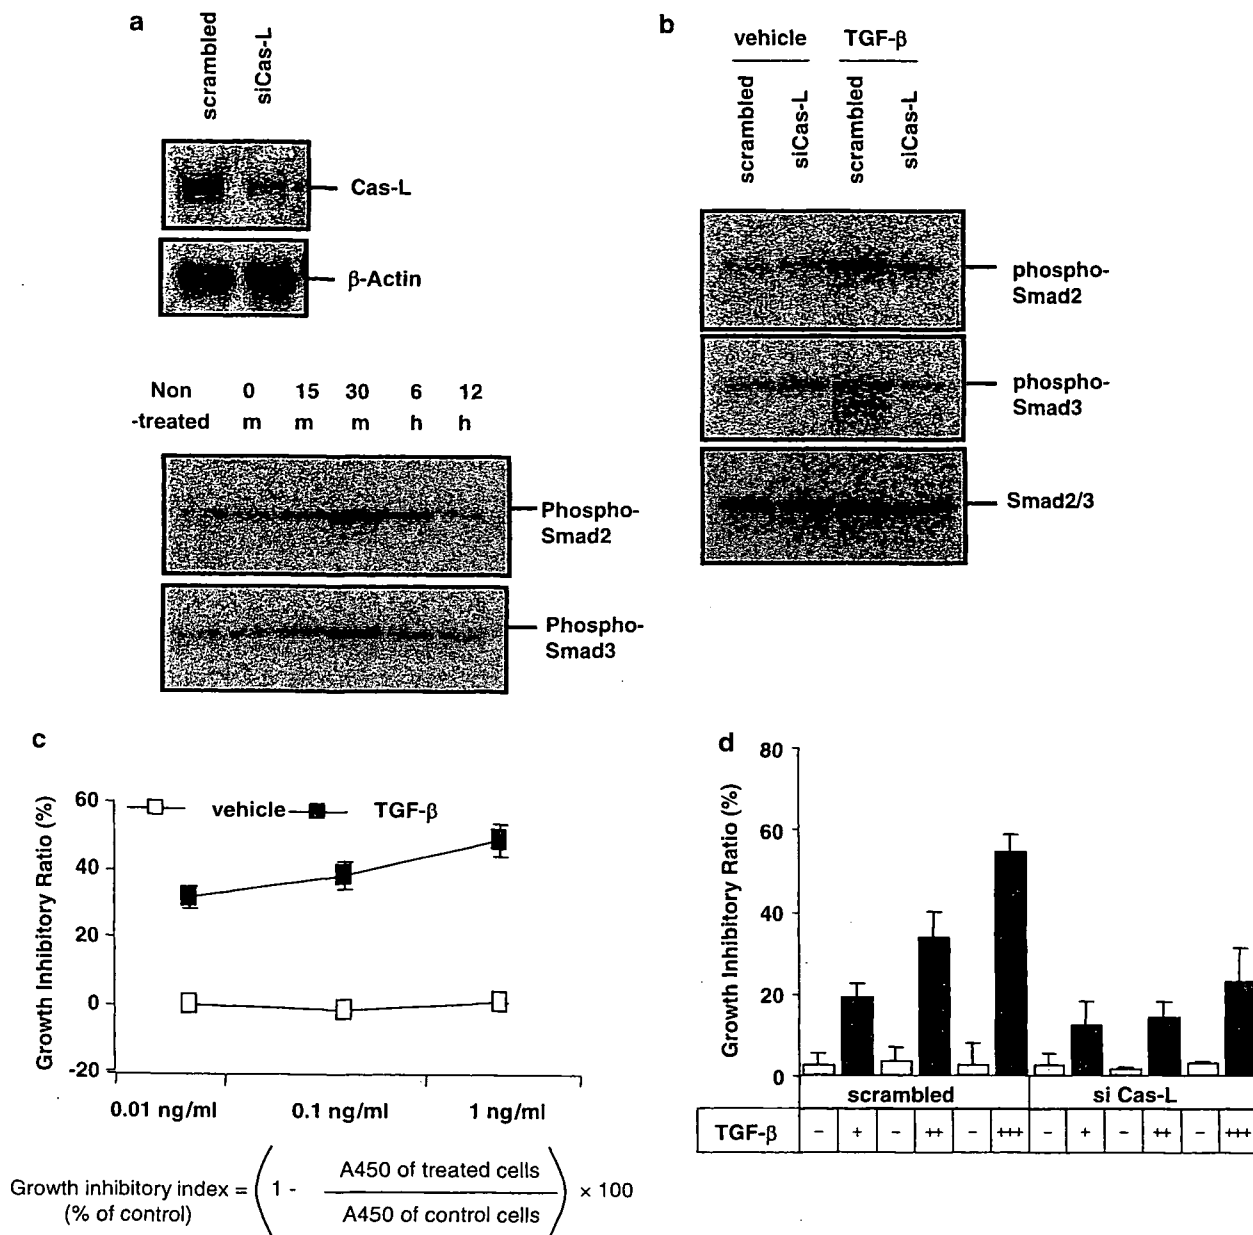 a
scrambled
siCas-L
Cas-L
β-Actin
Non 0 15 30 6 12
-treated m m m h h
Phospho-
Smad2
Phospho-
Smad3
b
vehicle TGF-β
scrambled
siCas-L
scrambled
siCas-L
phospho-
Smad2
phospho-
Smad3
Smad2/3
c
Growth Inhibitory Ratio (%)
60
40
20
0
-20
vehicle TGF-β
0.01 ng/ml 0.1 ng/ml 1 ng/ml
Growth inhibitory index = ( 1 - A450 of treated cells / A450 of control cells ) × 100
(% of control)
d
Growth Inhibitory Ratio (%)
80
60
40
20
0
scrambled si Cas-L
TGF-β - + - ++ - +++ - + - ++ - +++